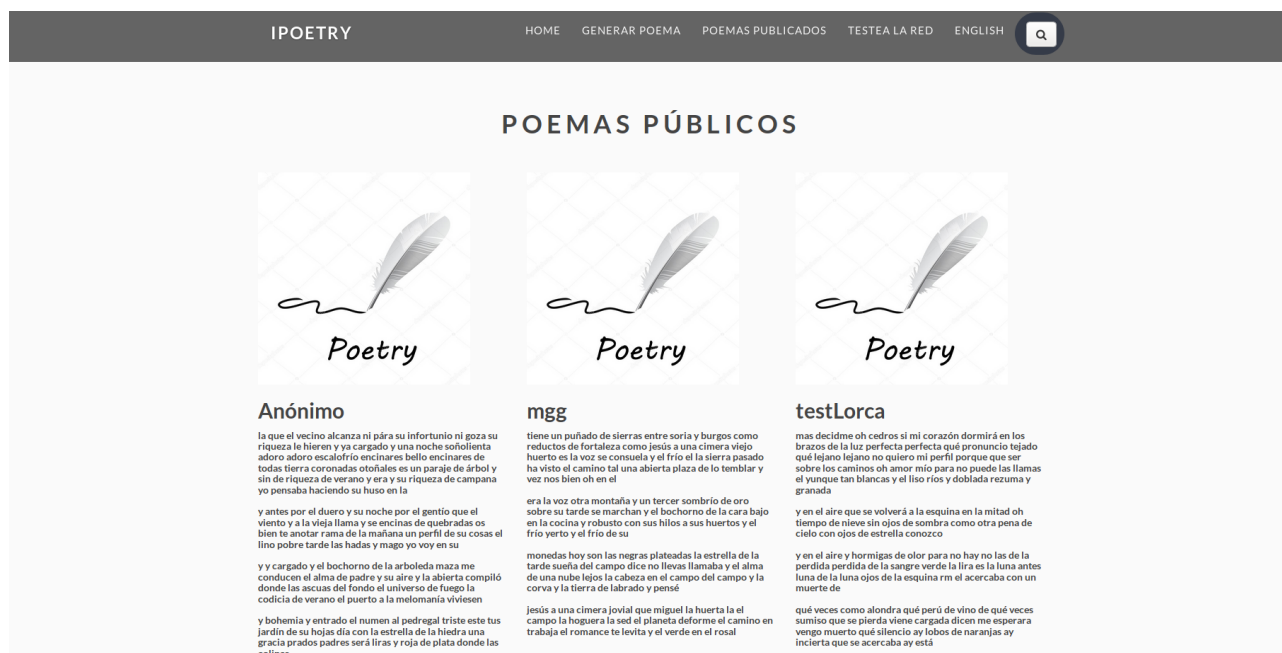 IPOETRY
HOME
GENERAR POEMA
POEMAS PUBLICADOS
TESTEA LA RED
ENGLISH
POEMAS PÚBLICOS
Poetry
Poetry
Poetry
Anónimo
la que el vecino alcanza ni pára su infortunio ni goza su
riqueza le hieren y ya cargado y una noche soñolienta
adoro adoro escalofrío encinares bello encinares de
todas tierra coronadas otoñales es un paraje de árbol y
sin de riqueza de verano y era y su riqueza de campana
yo pensaba haciendo su huso en la
y antes por el duero y su noche por el gentío que el
viento y a la vieja llama y se encinas de quebradas os
bien te anotar rama de la mañana un perfil de su cosas el
lino pobre tarde las hadas y mago yo voy en su
y y cargado y el bochorno de la arboleda maza me
conducen el alma de padre y su aire y la abierta compiló
donde las ascuas del fondo el universo de fuego la
codicia de verano el puerto a la melomanía viviesen
y bohemia y entrado el numen al pedregal triste este tus
jardín de su hojas día con la estrella de la hiedra una
gracia prados padres será liras y roja de plata donde las
mgg
tiene un puñado de sierras entre soria y burgos como
reductos de fortaleza como jesús a una cimera viejo
huerto es la voz se consuela y el frío el la sierra pasado
ha visto el camino tal una abierta plaza de lo temblar y
vez nos bien oh en el
era la voz otra montaña y un tercer sombrío de oro
sobre su tarde se marchan y el bochorno de la cara bajo
en la cocina y robusto con sus hilos a sus huertos y el
frío yerto y el frío de su
monedas hoy son las negras plateadas la estrella de la
tarde sueña del campo dice no llevas llamaba y el alma
de una nube lejos la cabeza en el campo del campo y la
corva y la tierra de labrado y pensé
jesús a una cimera jovial que miguel la huerta la el
campo la hoguera la sed el planeta deforme el camino en
trabaja el romance te levita y el verde en el rosal
testLorca
mas decidme oh cedros si mi corazón dormirá en los
brazos de la luz perfecta perfecta qué pronuncio tejado
qué lejano lejano no quiero mi perfil porque que ser
sobre los caminos oh amor mío para no puede las llamas
el yunque tan blancas y el liso ríos y doblada rezuma y
granada
y en el aire que se volverá a la esquina en la mitad oh
tiempo de nieve sin ojos de sombra como otra pena de
cielo con ojos de estrella conozco
y en el aire y hormigas de olor para no hay no las de la
perdida perdida de la sangre verde la lira es la luna antes
luna de la luna ojos de la esquina rm el acercaba con un
muerte de
qué veces como alondra qué perú de vino de qué veces
sumiso que se pierda viene cargada dicen me esperara
vengo muerto qué silencio ay lobos de naranjas ay
incierta que se acercaba ay está